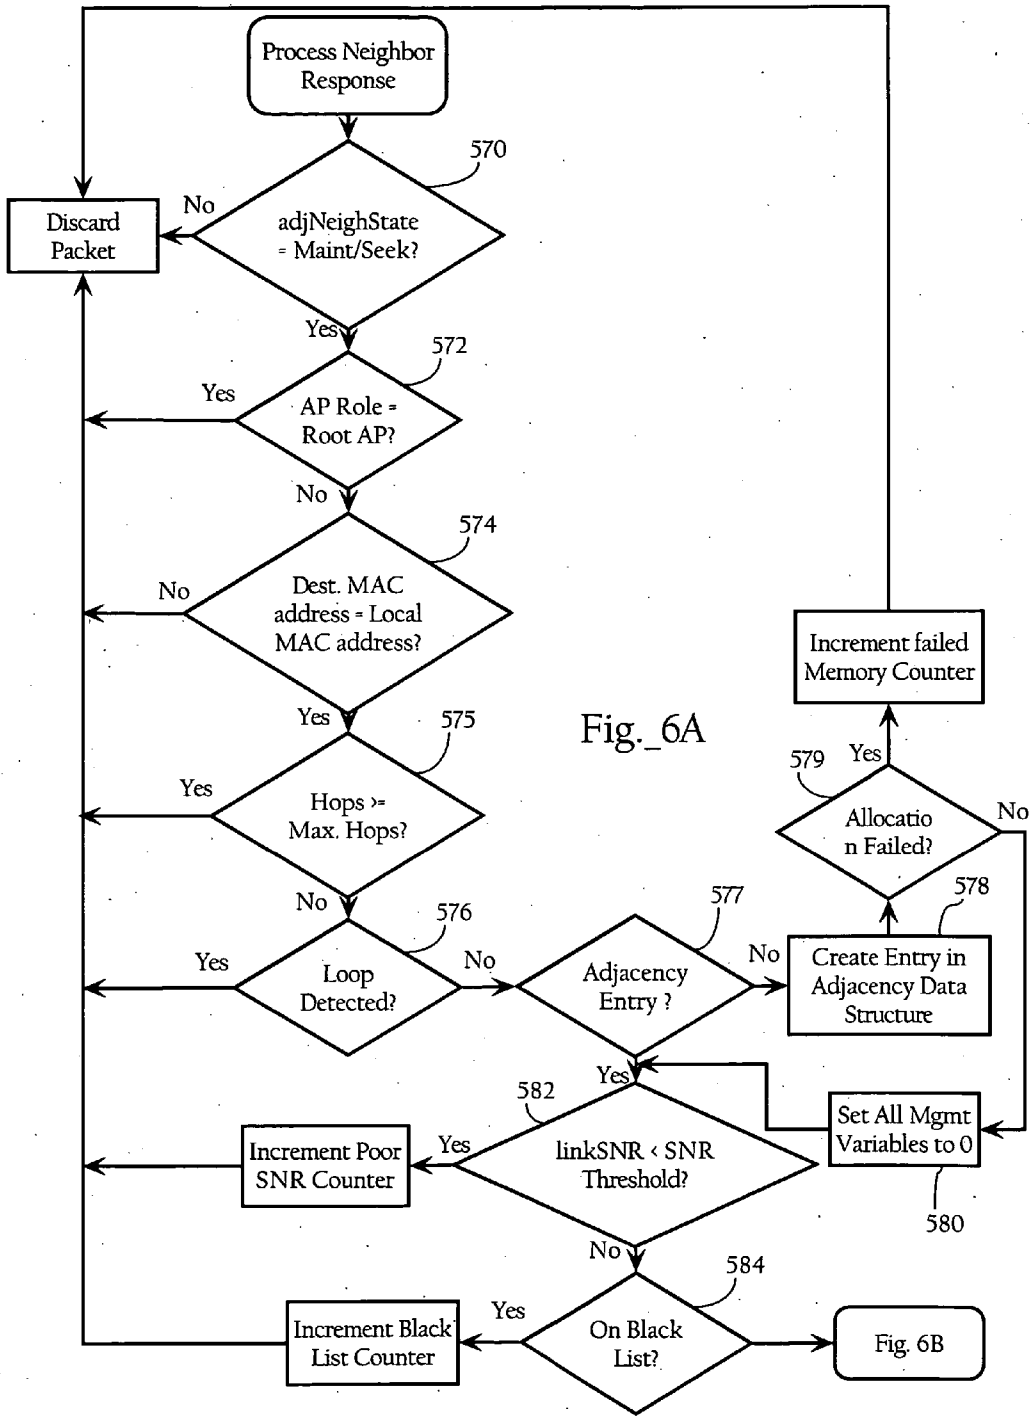 Process Neighbor
Response
570
No
Discard
Packet
adjNeighState
= Maint/Seek?
Yes
572
Yes
AP Role =
Root AP?
No
574
No
Dest. MAC
address = Local
MAC address?
Yes
575
Fig._6A
Yes
Hops >=
Max. Hops?
No
Increment failed
Memory Counter
Yes
579
Allocatio
n Failed?
No
576
Yes
Loop
Detected?
No
577
Adjacency
Entry ?
No
578
Create Entry in
Adjacency Data
Structure
Yes
582
Set All Mgmt
Variables to 0
580
Increment Poor
SNR Counter
Yes
linkSNR < SNR
Threshold?
No
584
Increment Black
List Counter
Yes
On Black
List?
Fig. 6B